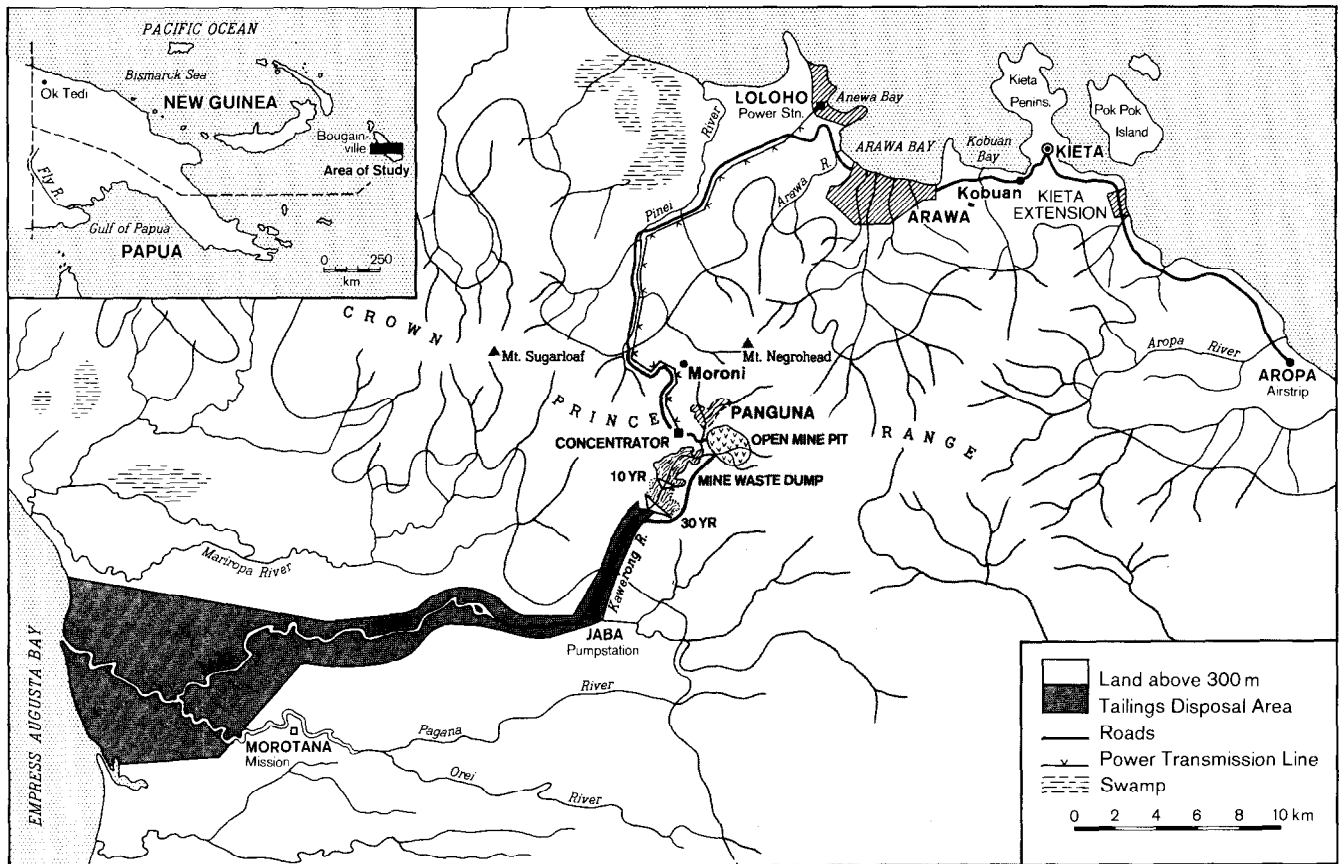 PACIFIC OCEAN
Ok Tedi
Bismarck Sea
NEW GUINEA
Bougain-
ville
Area of Study
Fly R.
Gulf of Papua
PAPUA
0 250
km
LOLOHO
Power Stn.
Anewa Bay
River
Pinei
Arawa R.
ARAWA BAY
Kobuan
Bay
Kieta
Penins.
Pok Pok
Island
KIETA
Kobuan
ARAWA
KIETA
EXTENSION
CROWN
PRINCE
RANGE
Mt. Sugarloaf
Mt. Negrohead
Moroni
Aropa River
AROPA
Airstrip
PANGUNA
CONCENTRATOR
OPEN MINE PIT
10 YR
MINE WASTE DUMP
30 YR
Mariropa River
Kawerong R.
JABA
Pumpstation
EMPRESS AUGUSTA BAY
MOROTANA
Mission
Pagana River
Orei River
Land above 300 m
Tailings Disposal Area
Roads
Power Transmission Line
Swamp
0 2 4 6 8 10 km